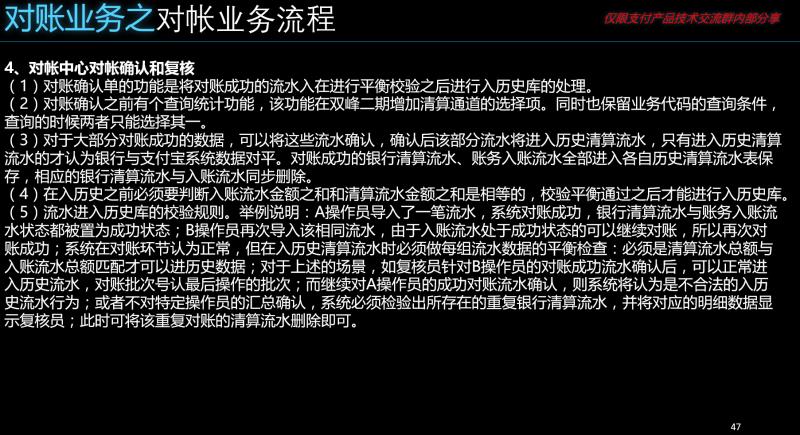 对账业务之对帐业务流程
仅限支付产品技术交流群内部分享
4、对帐中心对帐确认和复核
（1）对账确认单的功能是将对账成功的流水入在进行平衡校验之后进行入历史库的处理。
（2）对账确认之前有个查询统计功能，该功能在双峰二期增加清算通道的选择项。同时也保留业务代码的查询条件，
查询的时候两者只能选择其一。
（3）对于大部分对账成功的数据，可以将这些流水确认，确认后该部分流水将进入历史清算流水，只有进入历史清算
流水的才认为银行与支付宝系统数据对平。对账成功的银行清算流水、账务入账流水全部进入各自历史清算流水表保
存，相应的银行清算流水与入账流水同步删除。
（4）在入历史之前必须要判断入账流水金额之和和清算流水金额之和是相等的，校验平衡通过之后才能进行入历史库。
（5）流水进入历史库的校验规则。举例说明：A操作员导入了一笔流水，系统对账成功，银行清算流水与账务入账流
水状态都被置为成功状态；B操作员再次导入该相同流水，由于入账流水处于成功状态的可以继续对账，所以再次对
账成功；系统在对账环节认为正常，但在入历史清算流水时必须做每组流水数据的平衡检查：必须是清算流水总额与
入账流水总额匹配才可以进历史数据；对于上述的场景，如复核员针对B操作员的对账成功流水确认后，可以正常进
入历史流水，对账批次号认最后操作的批次；而继续对A操作员的成功对账流水确认，则系统将认为是不合法的入历
史流水行为；或者不对特定操作员的汇总确认，系统必须检验出所存在的重复银行清算流水，并将对应的明细数据显
示复核员；此时可将该重复对账的清算流水删除即可。
47